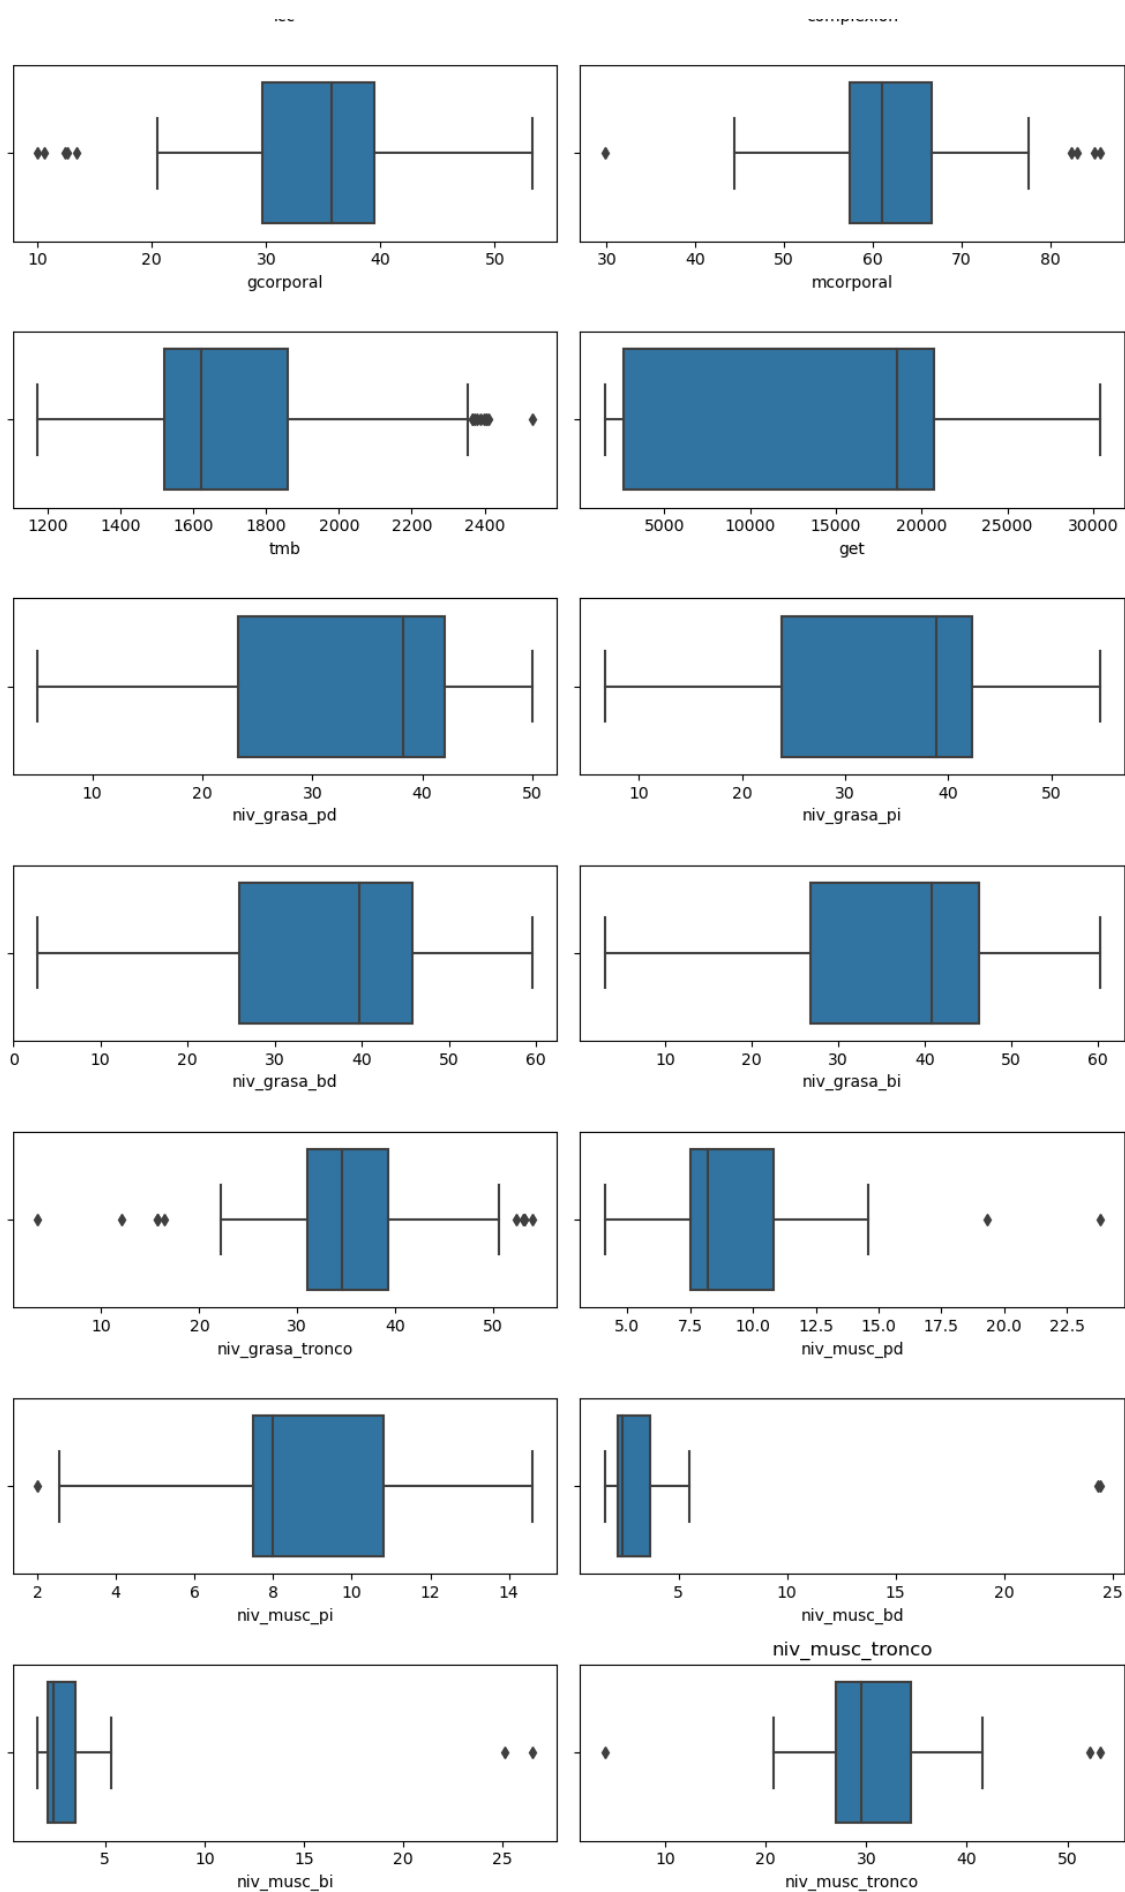 10 20 30 40 50
gcorporal
30 40 50 60 70 80
mcorporal
1200 1400 1600 1800 2000 2200 2400
tmb
5000 10000 15000 20000 25000 30000
get
10 20 30 40 50
niv_grasa_pd
10 20 30 40 50
niv_grasa_pi
0 10 20 30 40 50 60
niv_grasa_bd
10 20 30 40 50 60
niv_grasa_bi
10 20 30 40 50
niv_grasa_tronco
5.0 7.5 10.0 12.5 15.0 17.5 20.0 22.5
niv_musc_pd
2 4 6 8 10 12 14
niv_musc_pi
5 10 15 20 25
niv_musc_bd
5 10 15 20 25
niv_musc_bi
niv_musc_tronco
10 20 30 40 50
niv_musc_tronco